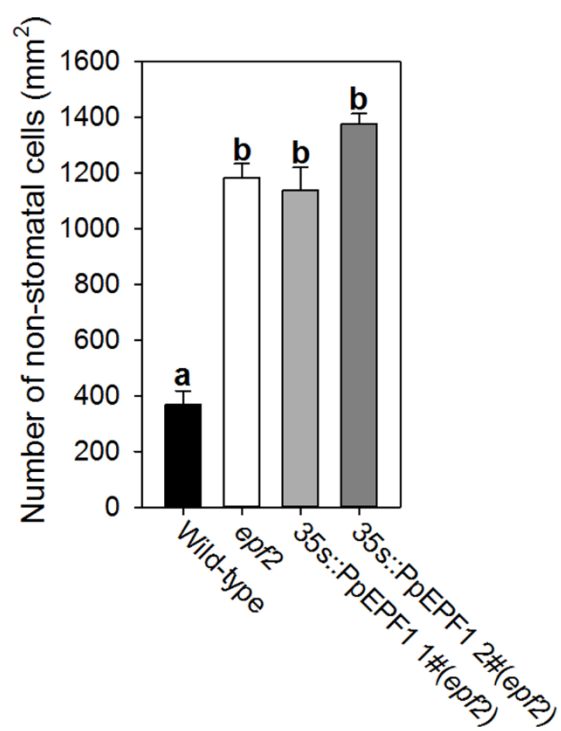 Number of non-stomatal cells (mm²)
1600
1400
1200
1000
800
600
400
200
0
a
b
b
b
Wild-type
epf2
35s::PpEPF1 1#(epf2)
35s::PpEPF1 2#(epf2)